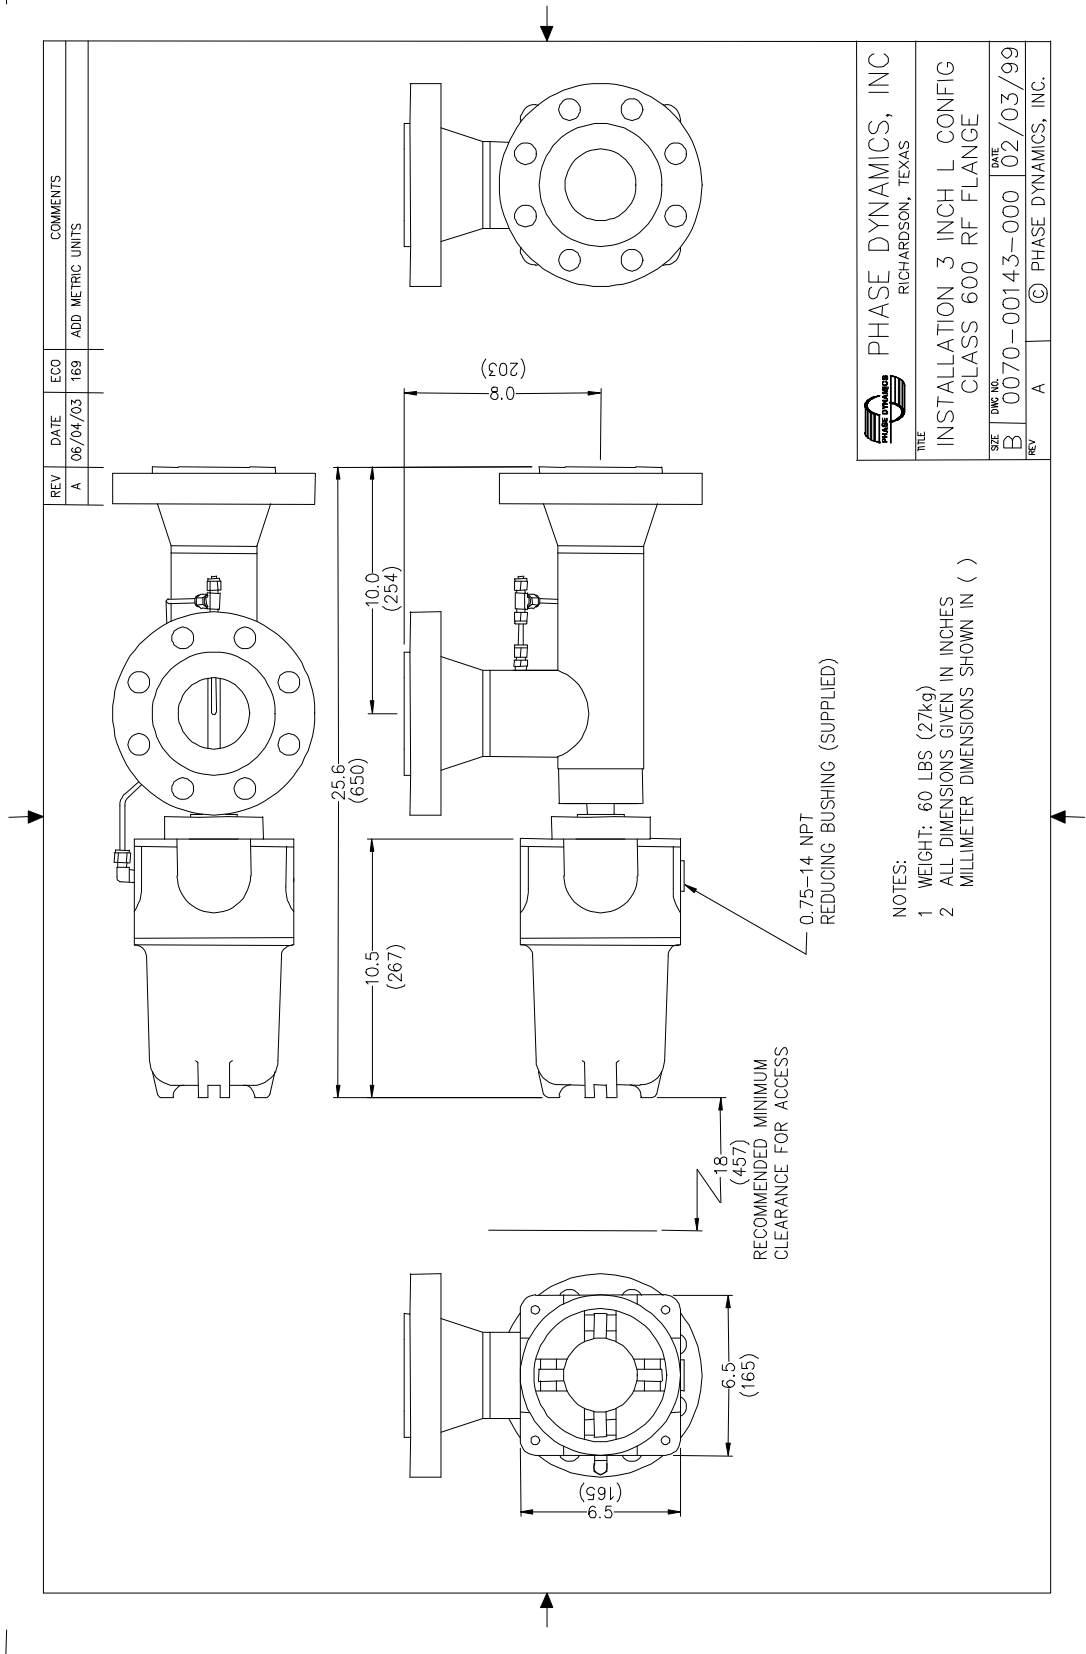 REV DATE ECO COMMENTS
A 06/04/03 169 ADD METRIC UNITS
8.0
(203)
10.0
(254)
25.6
(650)
10.5
(267)
18
(457)
RECOMMENDED MINIMUM
CLEARANCE FOR ACCESS
6.5
(165)
6.5
(165)
0.75-14 NPT
REDUCING BUSHING (SUPPLIED)
NOTES:
1 WEIGHT: 60 LBS (27kg)
2 ALL DIMENSIONS GIVEN IN INCHES
MILLIMETER DIMENSIONS SHOWN IN ( )
PHASE DYNAMICS
PHASE DYNAMICS, INC
RICHARDSON, TEXAS
TITLE
INSTALLATION 3 INCH L CONFIG
CLASS 600 RF FLANGE
SIZE DWG NO. DATE
B 0070-00143-000 02/03/99
REV A © PHASE DYNAMICS, INC.